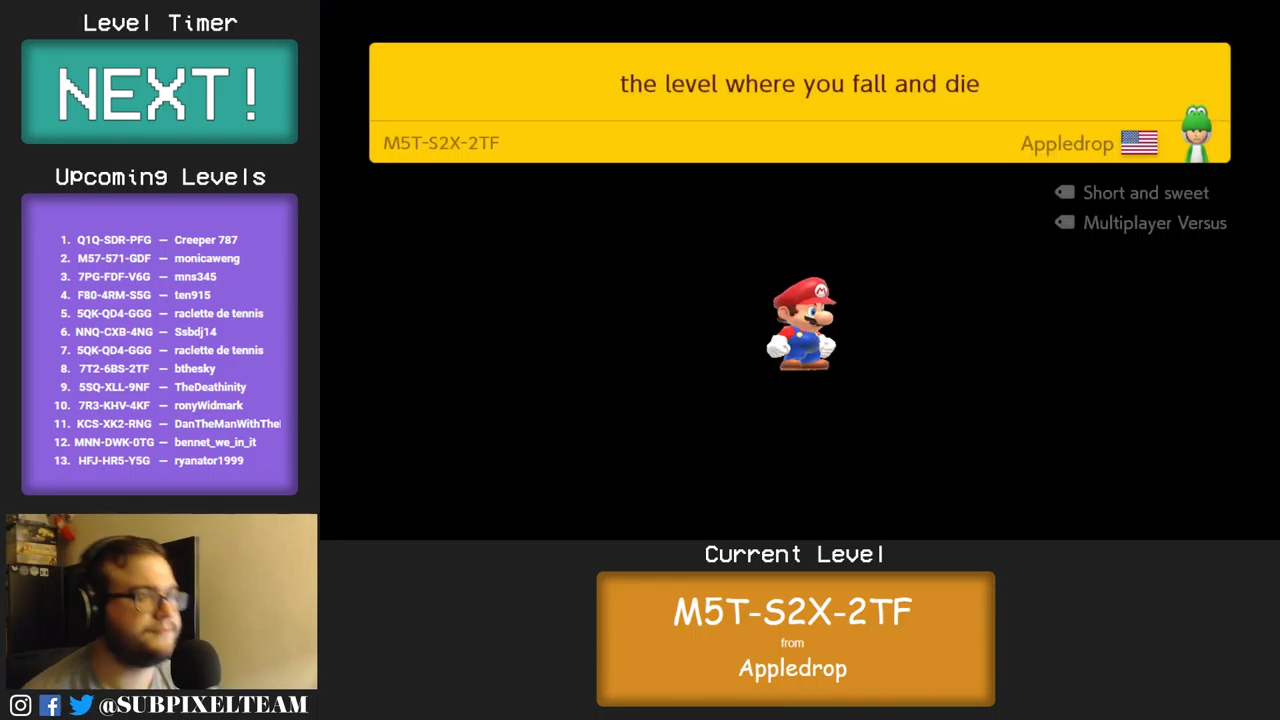 Level Timer
NEXT!
Upcoming Levels
1. Q1Q-SDR-PFG — Creeper 787
2. M57-571-GDF — monicaweng
3. 7PG-FDF-V6G — mns345
4. F80-4RM-S5G — ten915
5. 5QK-QD4-GGG — raclette de tennis
6. NNQ-CXB-4NG — Ssbdj14
7. 5QK-QD4-GGG — raclette de tennis
8. 7T2-6BS-2TF — bthesky
9. 5SQ-XLL-9NF — TheDeathinity
10. 7R3-KHV-4KF — ronyWidmark
11. KCS-XK2-RNG — DanTheManWithThe
12. MNN-DWK-0TG — bennet_we_in_it
13. HFJ-HR5-Y5G — ryanator1999
@SUBPIXELTEAM
the level where you fall and die
M5T-S2X-2TF
Appledrop
Short and sweet
Multiplayer Versus
M
Current Level
M5T-S2X-2TF
from
Appledrop